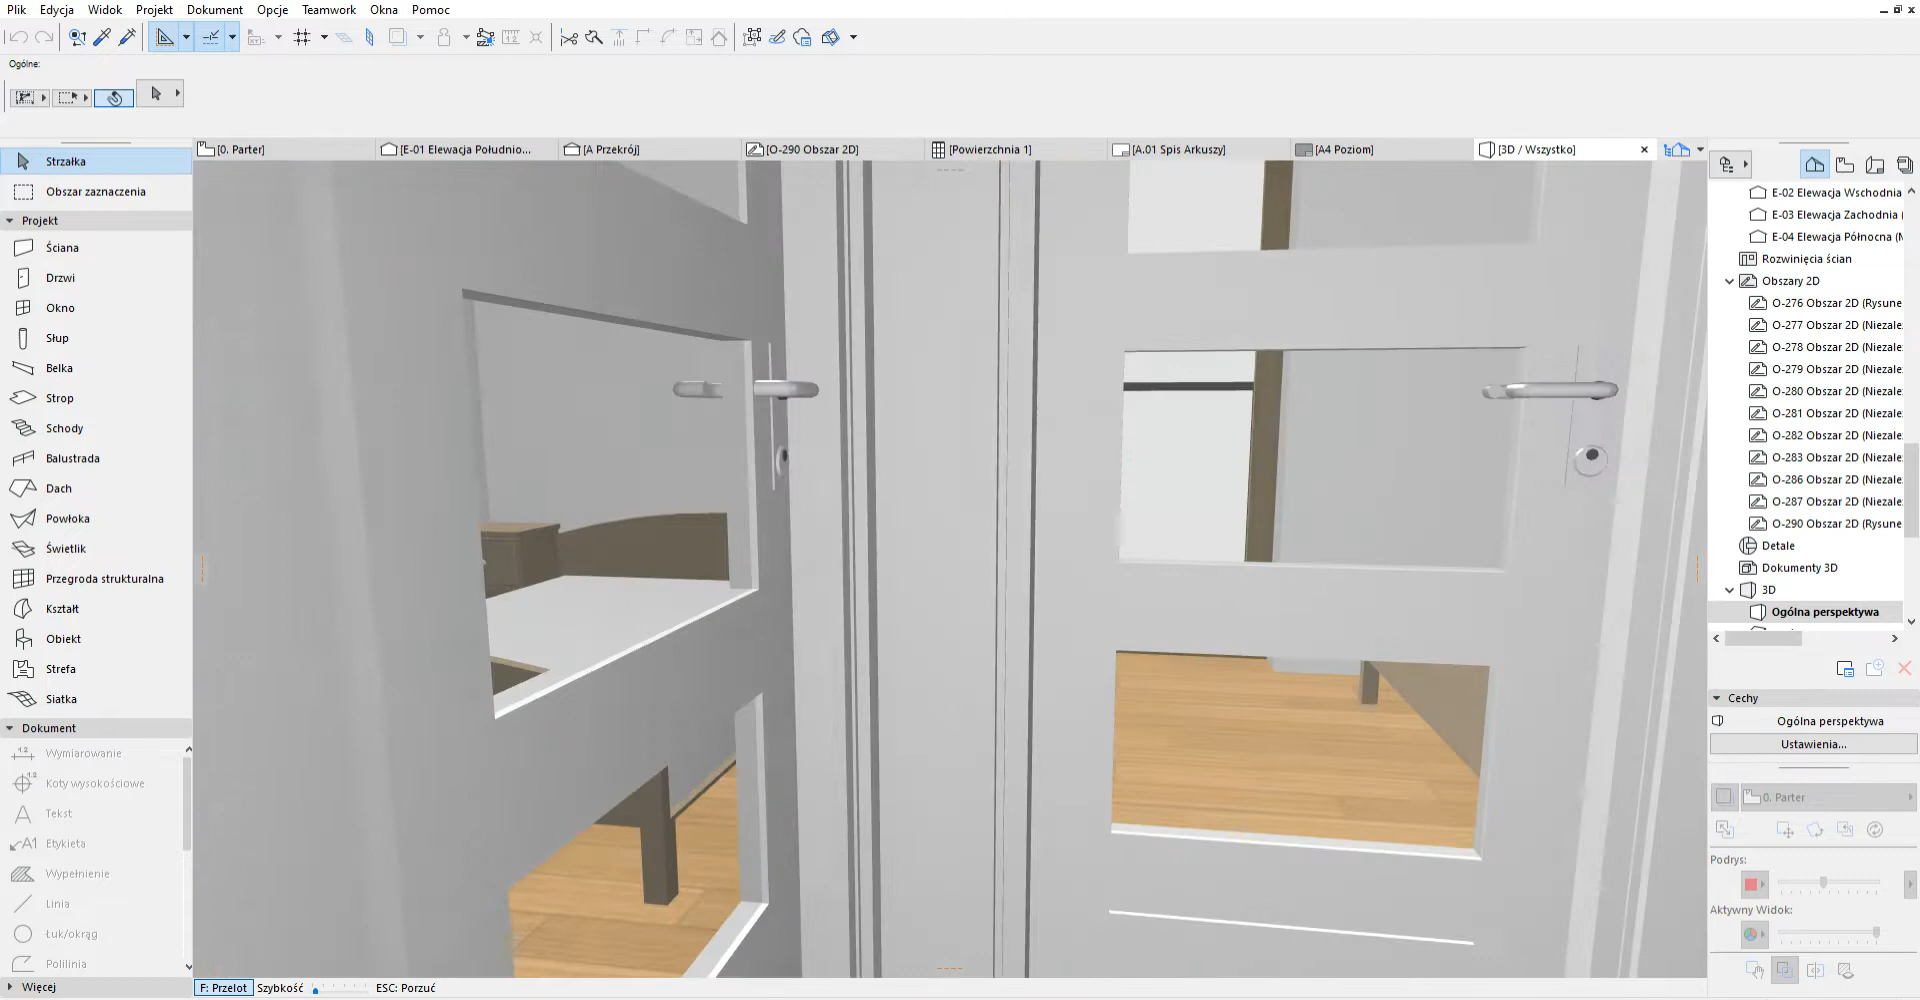 Plik Edycja Widok Projekt Dokument Opcje Teamwork Okna Pomoc
Ogólne:
[0. Parter] [E-01 Elewacja Południo... [A Przekrój] [O-290 Obszar 2D] [Powierzchnia 1] [A.01 Spis Arkuszy] [A4 Poziom] [3D / Wszystko]
Strzałka
Obszar zaznaczenia
Projekt
Ściana
Drzwi
Okno
Słup
Belka
Strop
Schody
Balustrada
Dach
Powłoka
Świetlik
Przegroda strukturalna
Kształt
Obiekt
Strefa
Siatka
Dokument
Wymiarowanie
Koty wysokościowe
Tekst
A1 Etykieta
Wypełnienie
Linia
Łuk/okrąg
Polilinia
Więcej
F: Przelot Szybkość ESC: Porzuć
E-02 Elewacja Wschodnia
E-03 Elewacja Zachodnia (
E-04 Elewacja Północna (M
Rozwinięcia ścian
Obszary 2D
O-276 Obszar 2D (Rysune
O-277 Obszar 2D (Niezale
O-278 Obszar 2D (Niezale
O-279 Obszar 2D (Niezale
O-280 Obszar 2D (Niezale
O-281 Obszar 2D (Niezale
O-282 Obszar 2D (Niezale
O-283 Obszar 2D (Niezale
O-286 Obszar 2D (Niezale
O-287 Obszar 2D (Niezale
O-290 Obszar 2D (Rysune
Detale
Dokumenty 3D
3D
Ogólna perspektywa
Cechy
Ogólna perspektywa
Ustawienia...
0. Parter
Podrys:
Aktywny Widok: